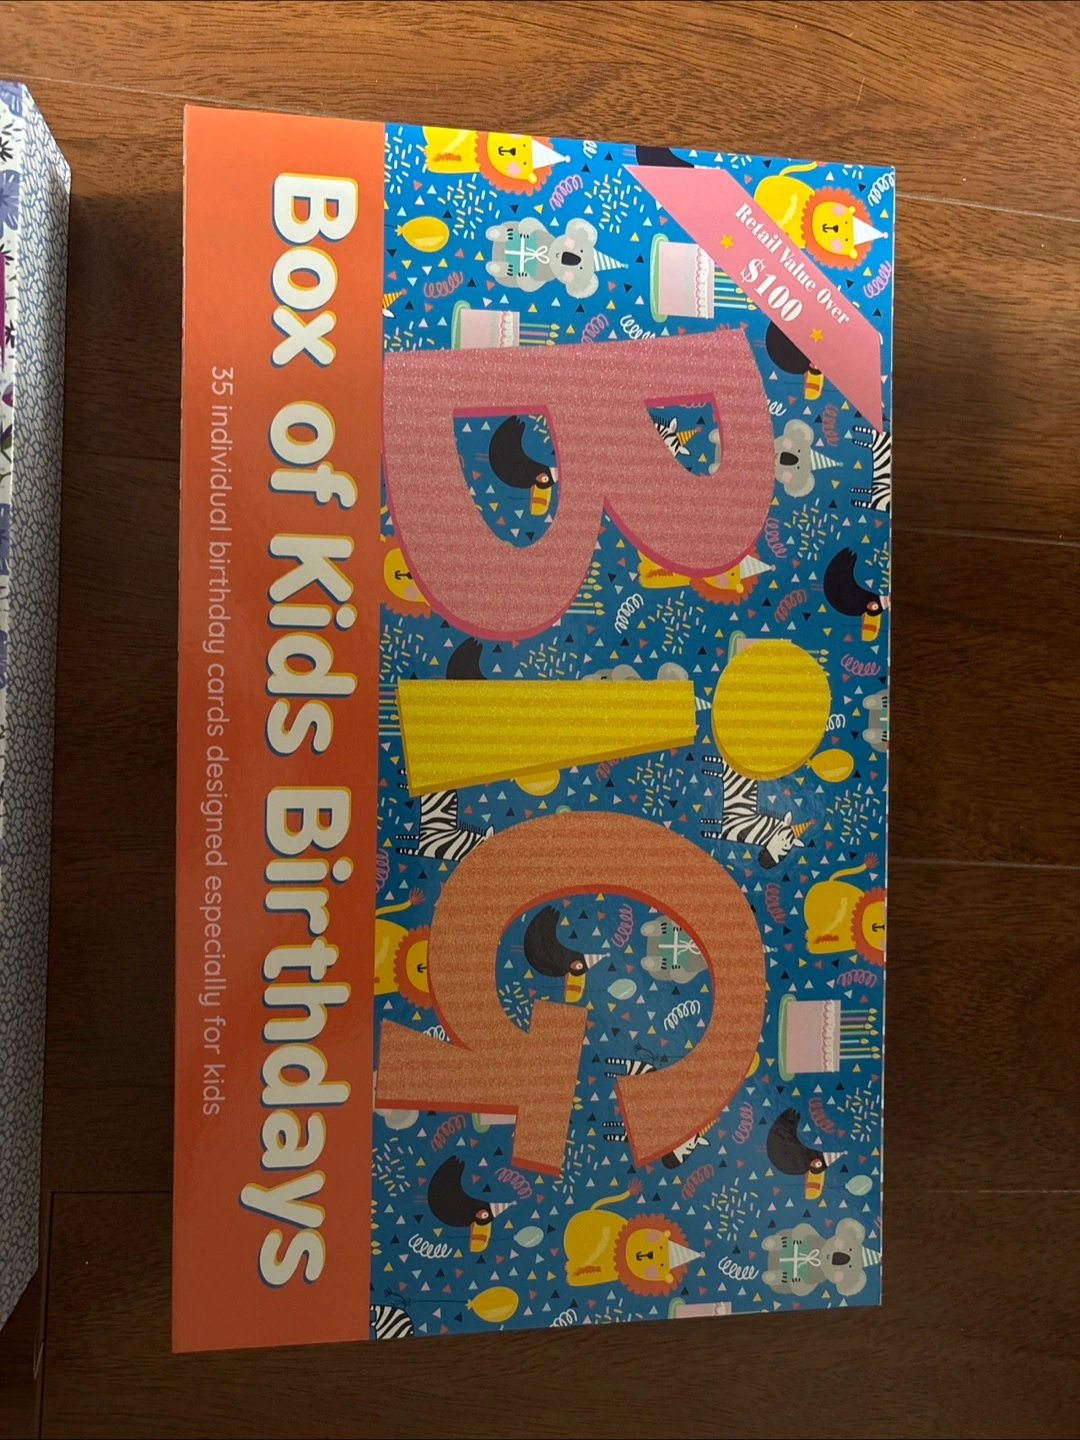 Retail Value Over
$100
BiG
Box of Kids Birthdays
35 individual birthday cards designed especially for kids